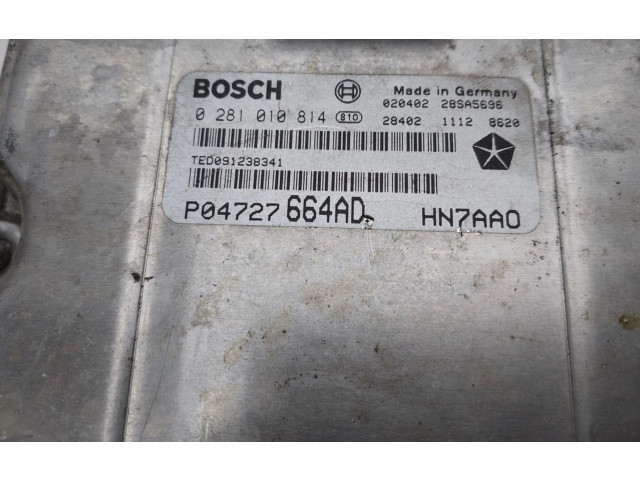 BOSCH Made in Germany
020402 28SA5696
0 281 010 814 810 28402 1112 8620
TED091238341
P04727 664AD HN7AA0